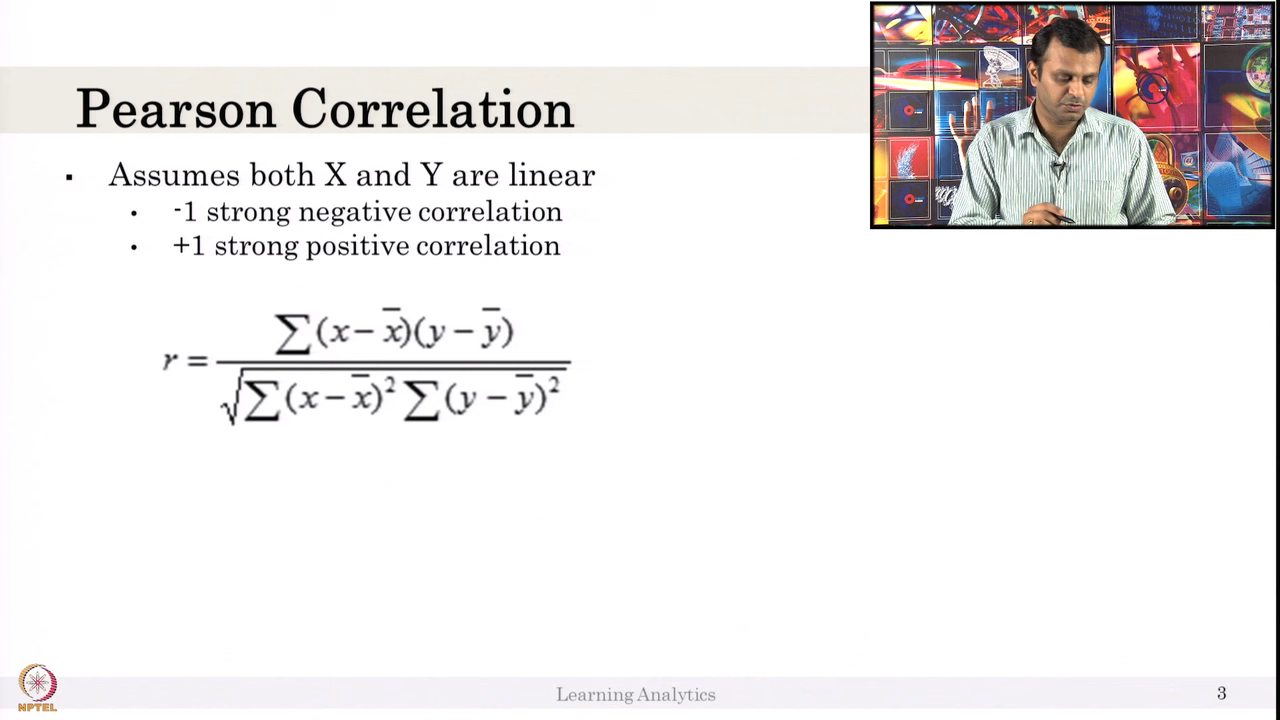 Pearson Correlation
▪ Assumes both X and Y are linear
• -1 strong negative correlation
• +1 strong positive correlation
r = ∑(x − x̅)(y − y̅) / √∑(x − x̅)² ∑(y − y̅)²
NPTEL
Learning Analytics
3